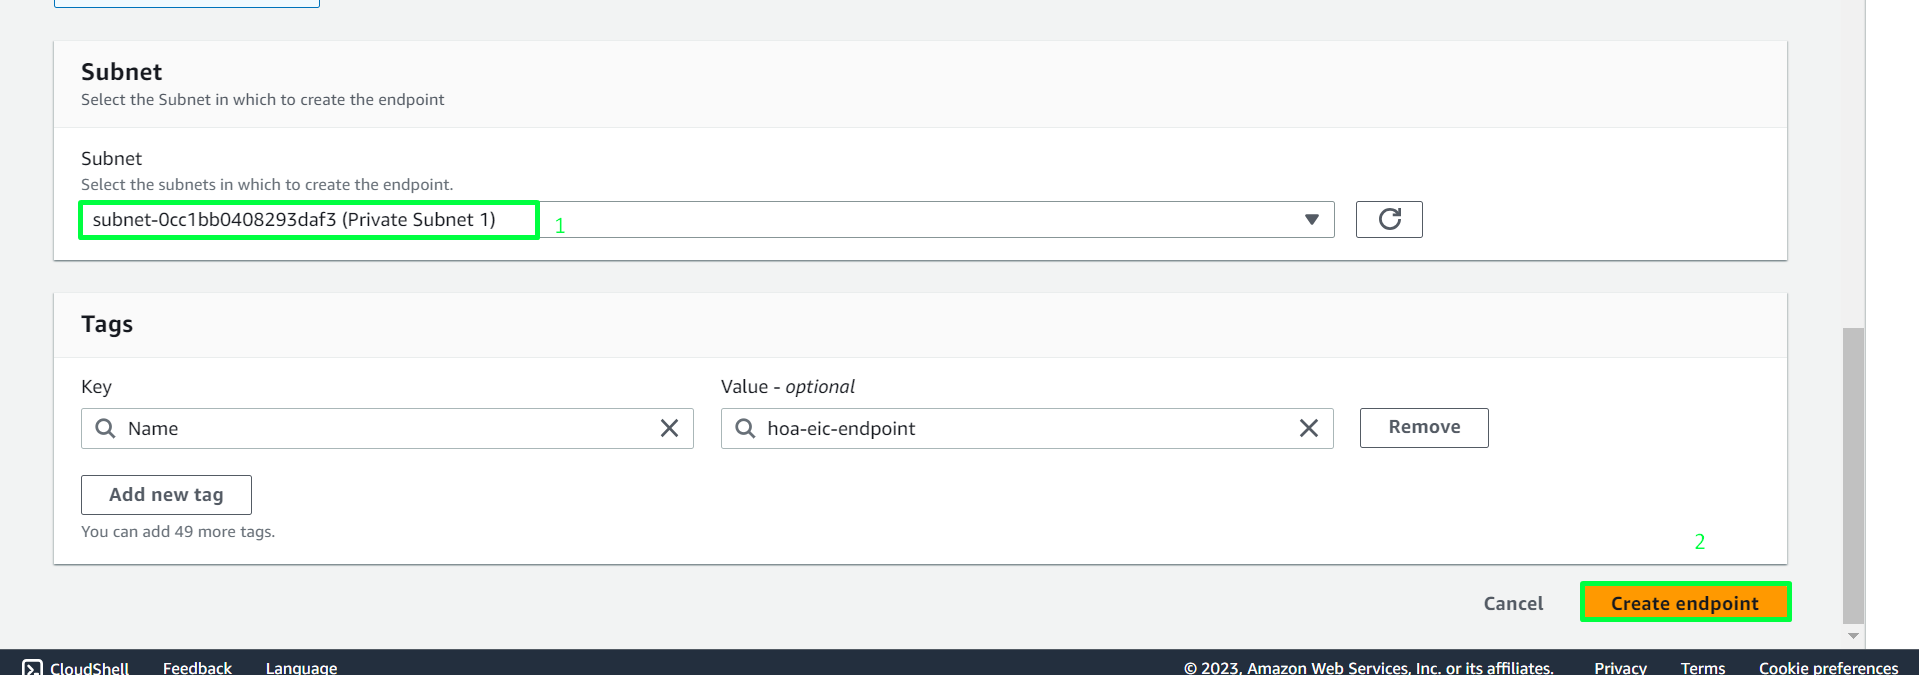 Subnet
Select the Subnet in which to create the endpoint
Subnet
Select the subnets in which to create the endpoint.
subnet-0cc1bb0408293daf3 (Private Subnet 1) 1
Tags
Key Value - optional
Name hoa-eic-endpoint Remove
Add new tag
You can add 49 more tags.
2
Cancel Create endpoint
CloudShell Feedback Language © 2023, Amazon Web Services, Inc. or its affiliates. Privacy Terms Cookie preferences